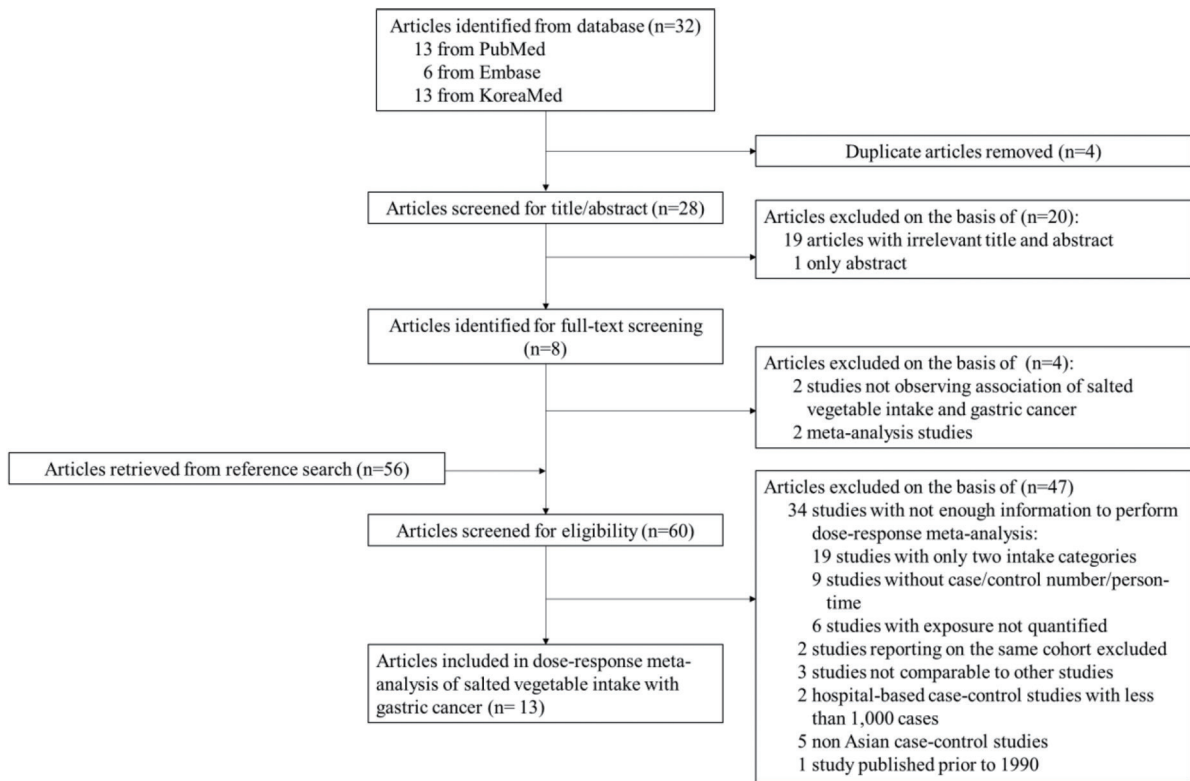 Articles identified from database (n=32)
13 from PubMed
6 from Embase
13 from KoreaMed
Duplicate articles removed (n=4)
Articles screened for title/abstract (n=28)
Articles excluded on the basis of (n=20):
19 articles with irrelevant title and abstract
1 only abstract
Articles identified for full-text screening
(n=8)
Articles excluded on the basis of (n=4):
2 studies not observing association of salted
vegetable intake and gastric cancer
2 meta-analysis studies
Articles retrieved from reference search (n=56)
Articles screened for eligibility (n=60)
Articles excluded on the basis of (n=47)
34 studies with not enough information to perform
dose-response meta-analysis:
19 studies with only two intake categories
9 studies without case/control number/person-
time
6 studies with exposure not quantified
2 studies reporting on the same cohort excluded
3 studies not comparable to other studies
2 hospital-based case-control studies with less
than 1,000 cases
5 non Asian case-control studies
1 study published prior to 1990
Articles included in dose-response meta-
analysis of salted vegetable intake with
gastric cancer (n= 13)